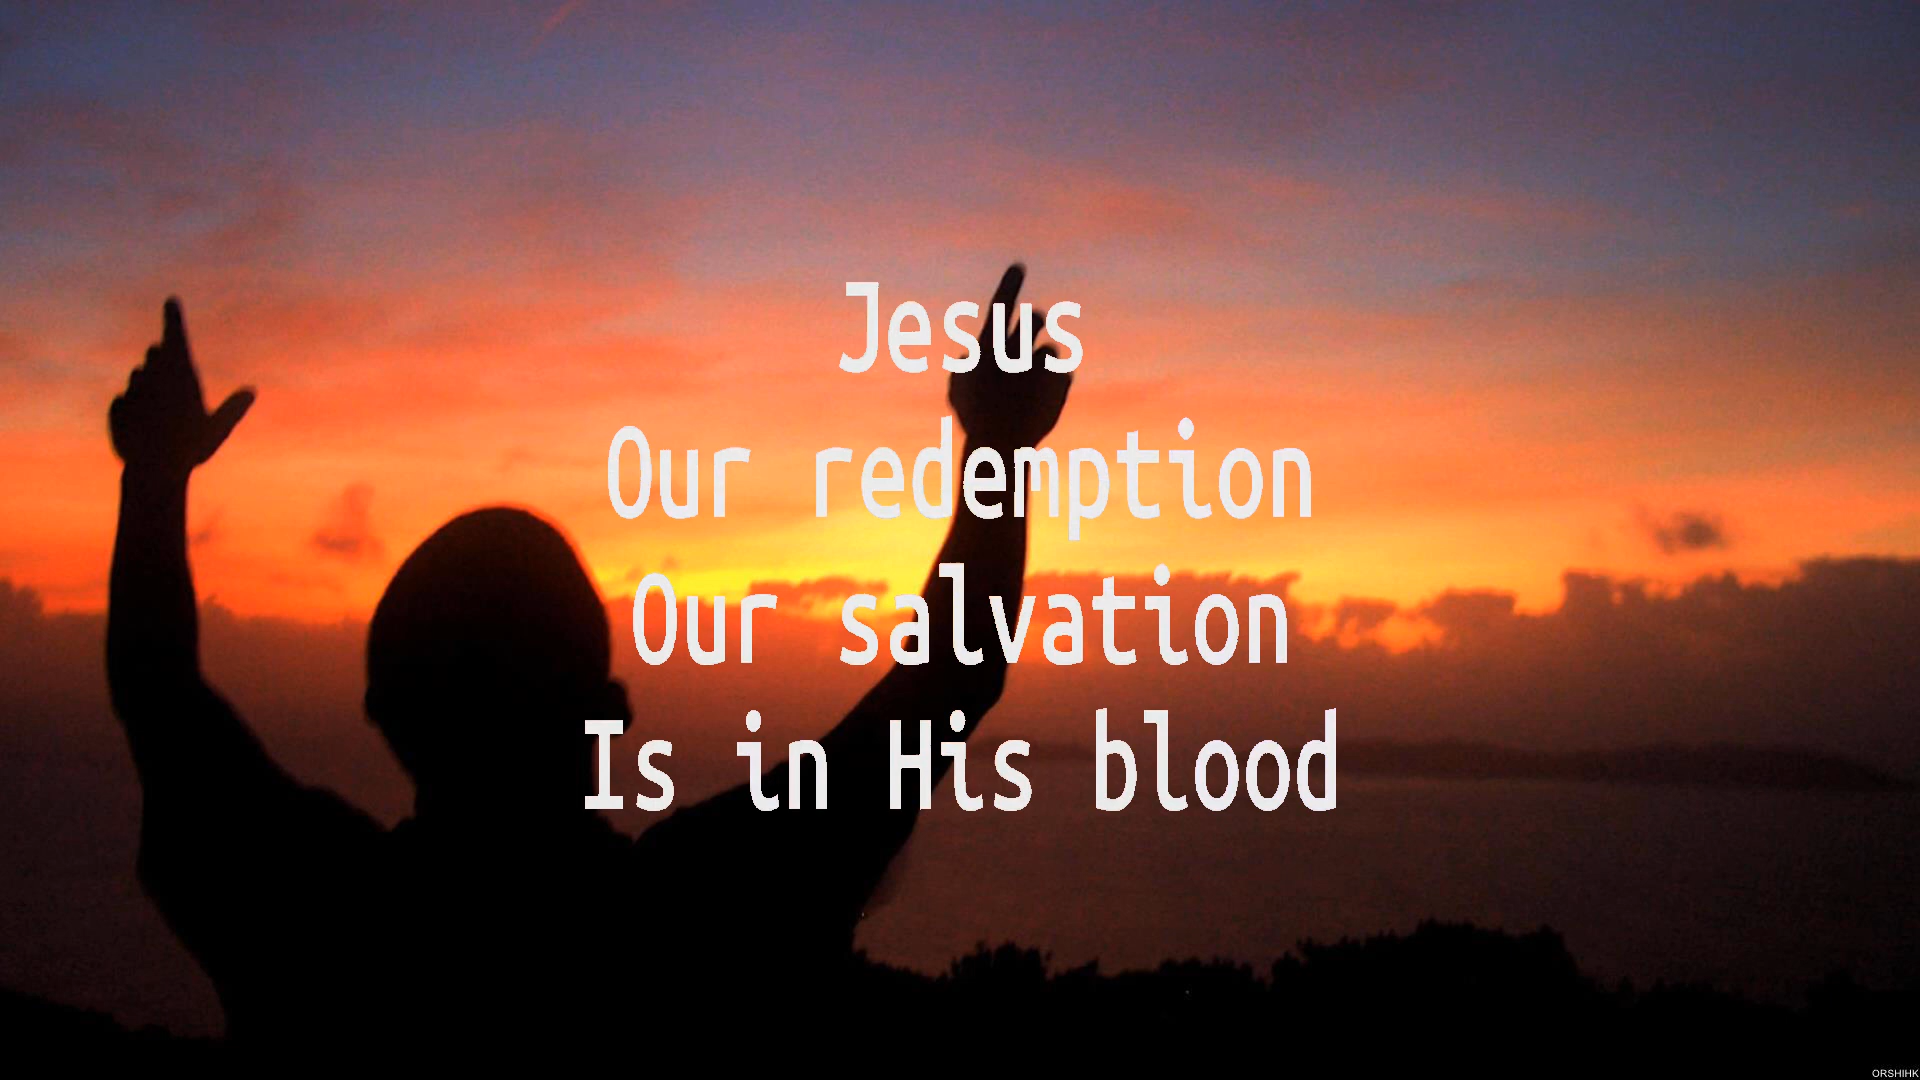 Jesus
Our redemption
Our salvation
Is in His blood
ORSHIHK